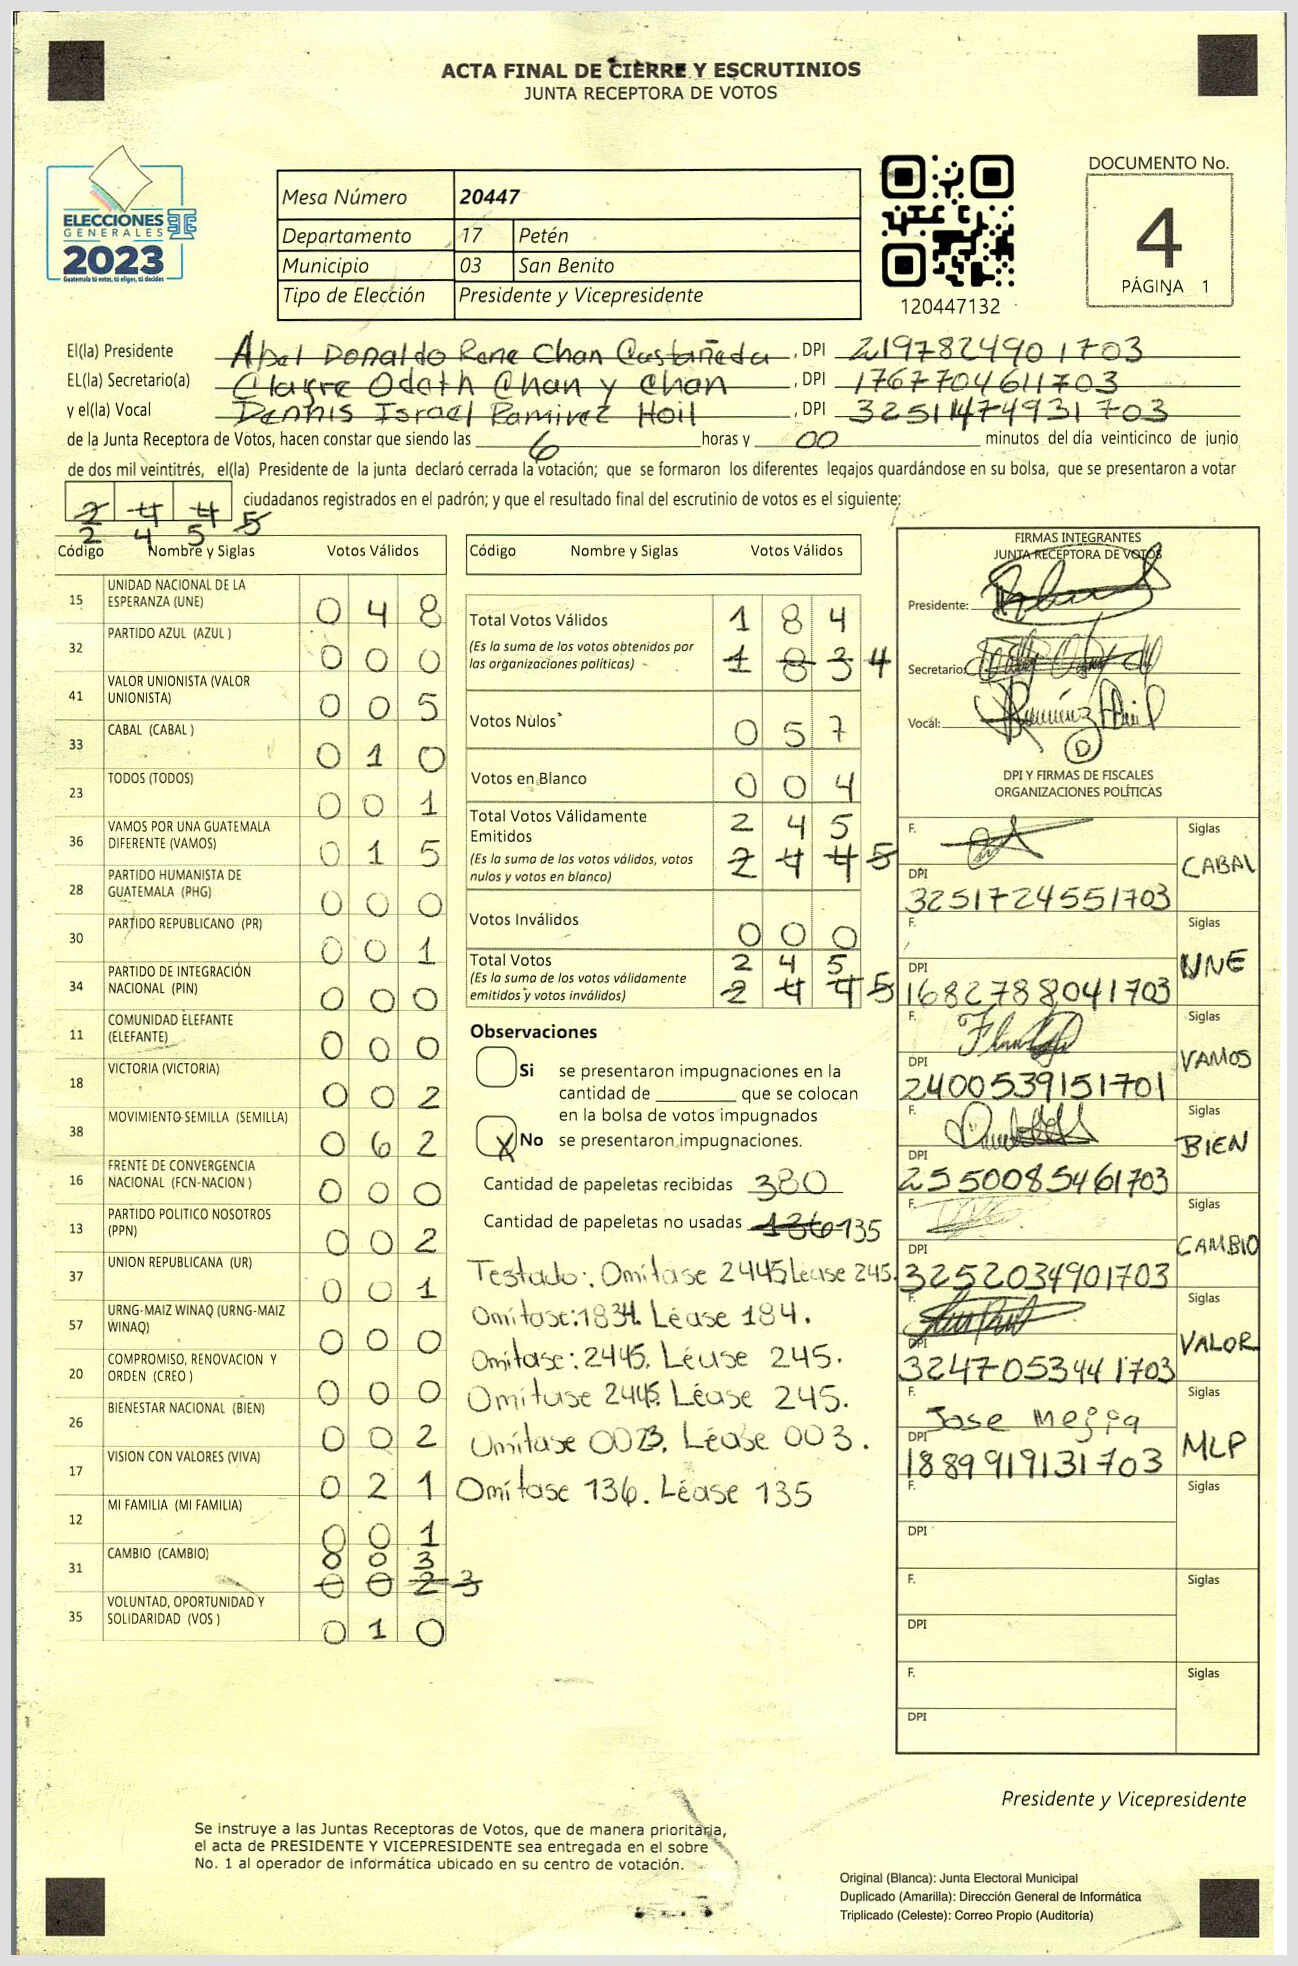 ACTA FINAL DE CIERRE Y ESCRUTINIOS
JUNTA RECEPTORA DE VOTOS
ELECCIONES
GENERALES
2023
Guatemala tú votas, tú eliges, tú decides
Mesa Número 20447
Departamento 17 Petén
Municipio 03 San Benito
Tipo de Elección Presidente y Vicepresidente
120447132
DOCUMENTO No.
4
PÁGINA 1
El(la) Presidente Abel Donaldo Rene Chan Castañeda , DPI 2197824901703
EL(la) Secretario(a) Clayre Odeth Chan y Chan , DPI 1767704611703
y el(la) Vocal Dennis Israel Ramirez Hoil , DPI 3251147493 1703
de la Junta Receptora de Votos, hacen constar que siendo las 6 horas y 00 minutos del día veinticinco de junio
de dos mil veintitrés, el(la) Presidente de la junta declaró cerrada la votación; que se formaron los diferentes legajos quardándose en su bolsa, que se presentaron a votar
2 4 4 5 ciudadanos registrados en el padrón; y que el resultado final del escrutinio de votos es el siguiente:
2 4 5
Código Nombre y Siglas Votos Válidos
15 UNIDAD NACIONAL DE LA ESPERANZA (UNE) 0 4 8
32 PARTIDO AZUL (AZUL ) 0 0 0
41 VALOR UNIONISTA (VALOR UNIONISTA) 0 0 5
33 CABAL (CABAL ) 0 1 0
23 TODOS (TODOS) 0 0 1
36 VAMOS POR UNA GUATEMALA DIFERENTE (VAMOS) 0 1 5
28 PARTIDO HUMANISTA DE GUATEMALA (PHG) 0 0 0
30 PARTIDO REPUBLICANO (PR) 0 0 1
34 PARTIDO DE INTEGRACIÓN NACIONAL (PIN) 0 0 0
11 COMUNIDAD ELEFANTE (ELEFANTE) 0 0 0
18 VICTORIA (VICTORIA) 0 0 2
38 MOVIMIENTO SEMILLA (SEMILLA) 0 6 2
16 FRENTE DE CONVERGENCIA NACIONAL (FCN-NACION ) 0 0 0
13 PARTIDO POLITICO NOSOTROS (PPN) 0 0 2
37 UNION REPUBLICANA (UR) 0 0 1
57 URNG-MAIZ WINAQ (URNG-MAIZ WINAQ) 0 0 0
20 COMPROMISO, RENOVACION Y ORDEN (CREO ) 0 0 0
26 BIENESTAR NACIONAL (BIEN) 0 0 2
17 VISION CON VALORES (VIVA) 0 2 1
12 MI FAMILIA (MI FAMILIA) 0 0 1
31 CAMBIO (CAMBIO) 0 0 3
0 0 2 3
35 VOLUNTAD, OPORTUNIDAD Y SOLIDARIDAD (VOS ) 0 1 0
Código Nombre y Siglas Votos Válidos
Total Votos Válidos 1 8 4
(Es la suma de los votos obtenidos por las organizaciones políticas) 1 8 3 4
Votos Nulos 0 5 7
Votos en Blanco 0 0 4
Total Votos Válidamente Emitidos 2 4 5
(Es la suma de los votos válidos, votos nulos y votos en blanco) 2 4 4 5
Votos Inválidos 0 0 0
Total Votos 2 4 5
(Es la suma de los votos válidamente emitidos y votos inválidos) 2 4 4 5
Observaciones
Si se presentaron impugnaciones en la
cantidad de ________ que se colocan
en la bolsa de votos impugnados
X No se presentaron impugnaciones.
Cantidad de papeletas recibidas 380
Cantidad de papeletas no usadas 136 135
Testado: Omítase 2445 Léase 245.
Omítase: 1834. Léase 184.
Omítase: 2445. Léase 245.
Omítase 2445. Léase 245.
Omítase 0023. Léase 003.
Omítase 136. Léase 135
FIRMAS INTEGRANTES
JUNTA RECEPTORA DE VOTOS
Presidente:
Secretario:
Vocal: Ramírez Hoil
D
DPI Y FIRMAS DE FISCALES
ORGANIZACIONES POLÍTICAS
F. Siglas
CABAL
DPI
3251724551703
F. Siglas
UNE
DPI
1682788041703
F. Siglas
VAMOS
DPI
2400539151701
F. Siglas
BIEN
DPI
2550085461703
F. Siglas
CAMBIO
DPI
3252034901703
F. Siglas
VALOR
DPI
3247053441703
F. Siglas
Jose Mejia
MLP
DPI
1889919131703
F. Siglas
DPI
F. Siglas
DPI
F. Siglas
DPI
Presidente y Vicepresidente
Se instruye a las Juntas Receptoras de Votos, que de manera prioritaria,
el acta de PRESIDENTE Y VICEPRESIDENTE sea entregada en el sobre
No. 1 al operador de informática ubicado en su centro de votación.
Original (Blanca): Junta Electoral Municipal
Duplicado (Amarilla): Dirección General de Informática
Triplicado (Celeste): Correo Propio (Auditoría)